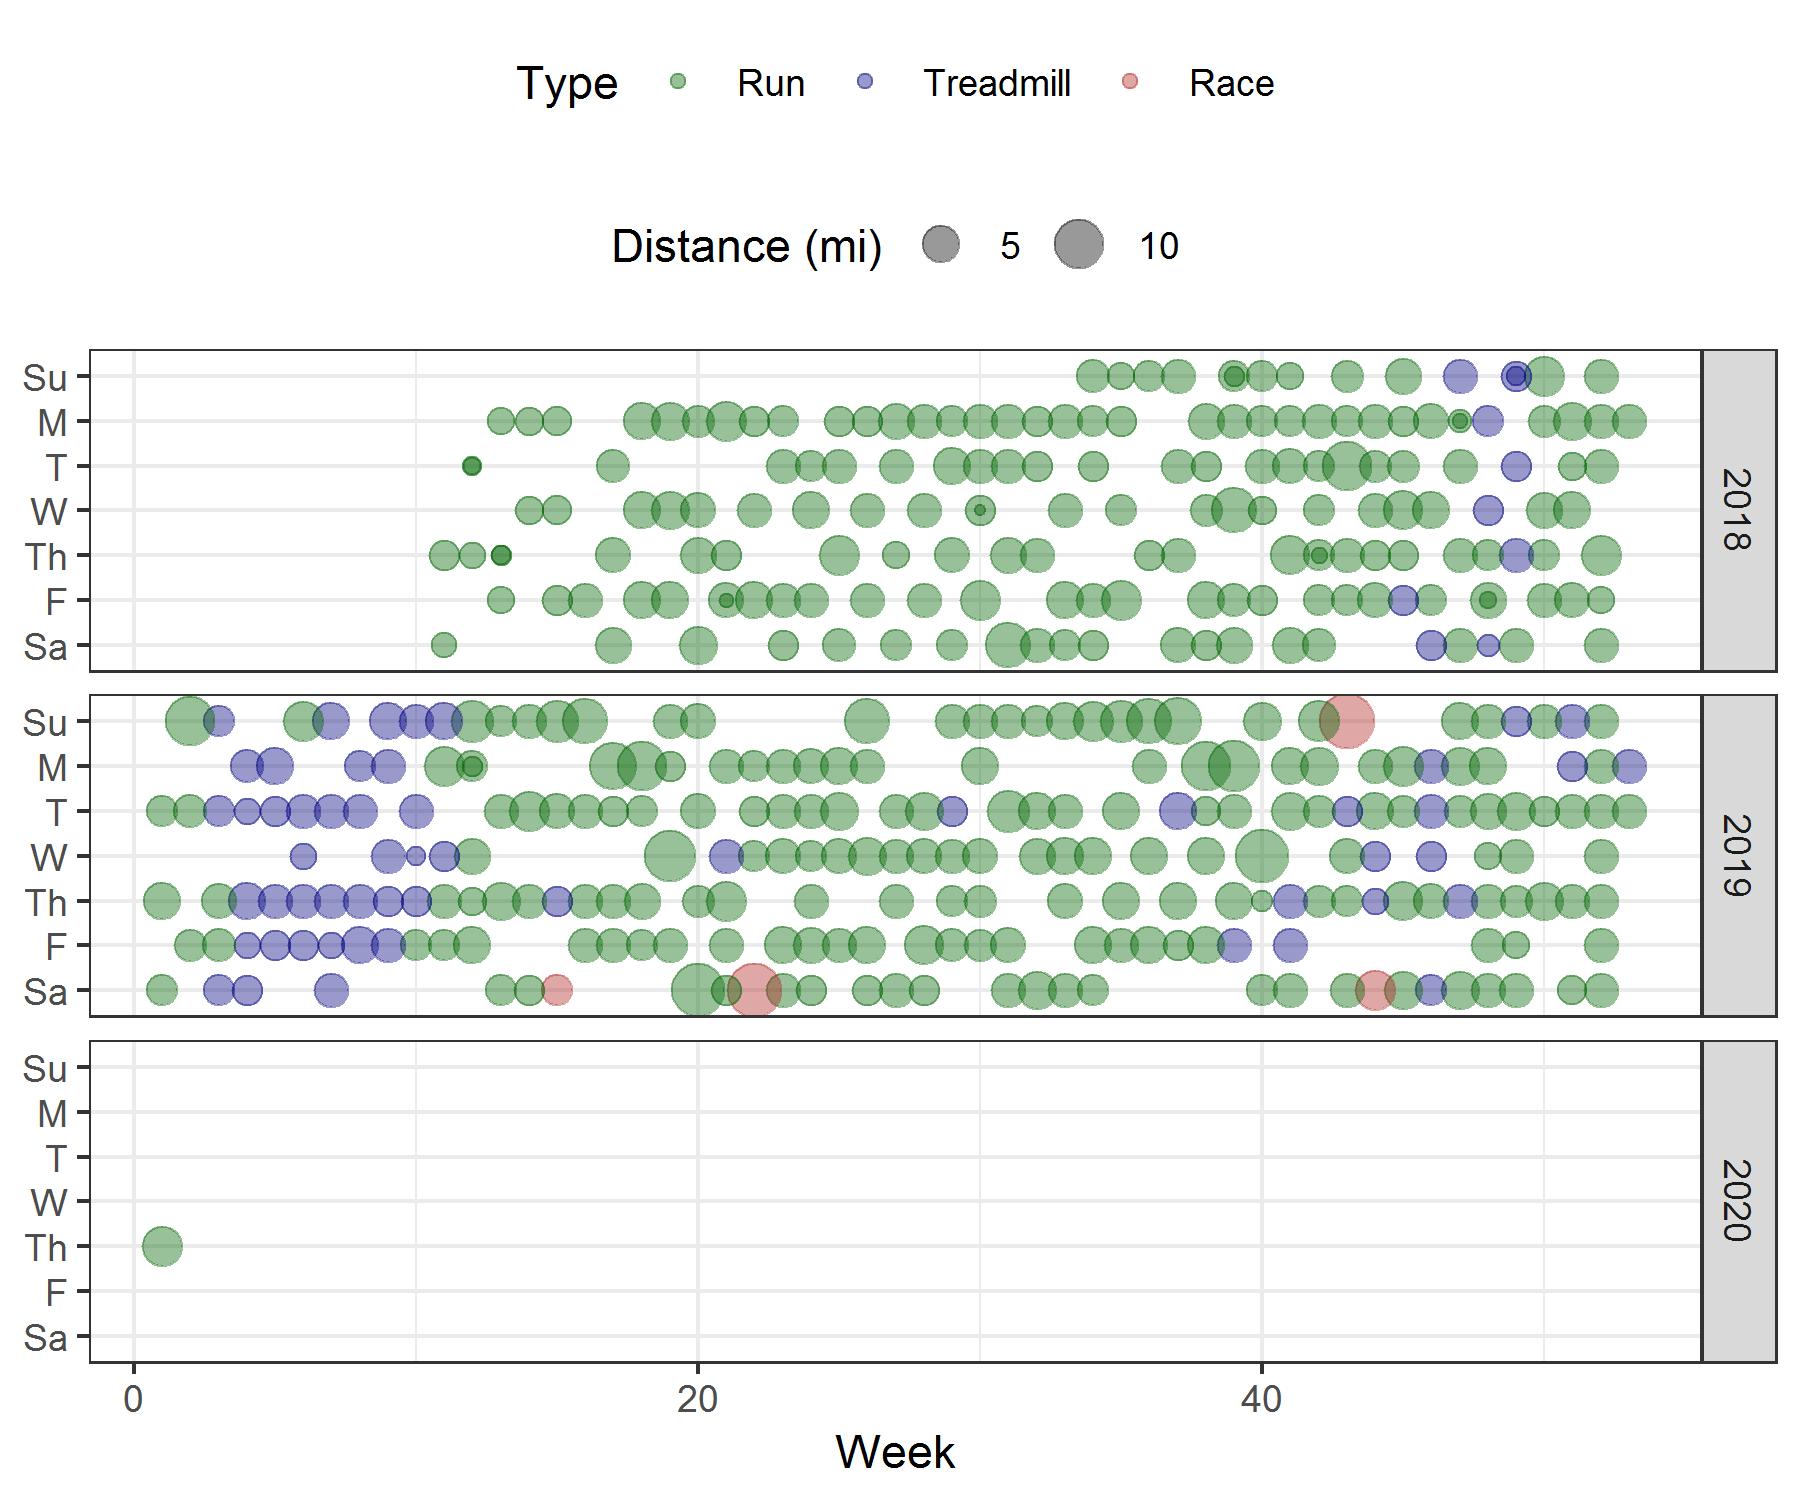 Type Run Treadmill Race
Distance (mi) 5 10
Su
M
T
W
Th
F
Sa
2018
Su
M
T
W
Th
F
Sa
2019
Su
M
T
W
Th
F
Sa
2020
0 20 40
Week